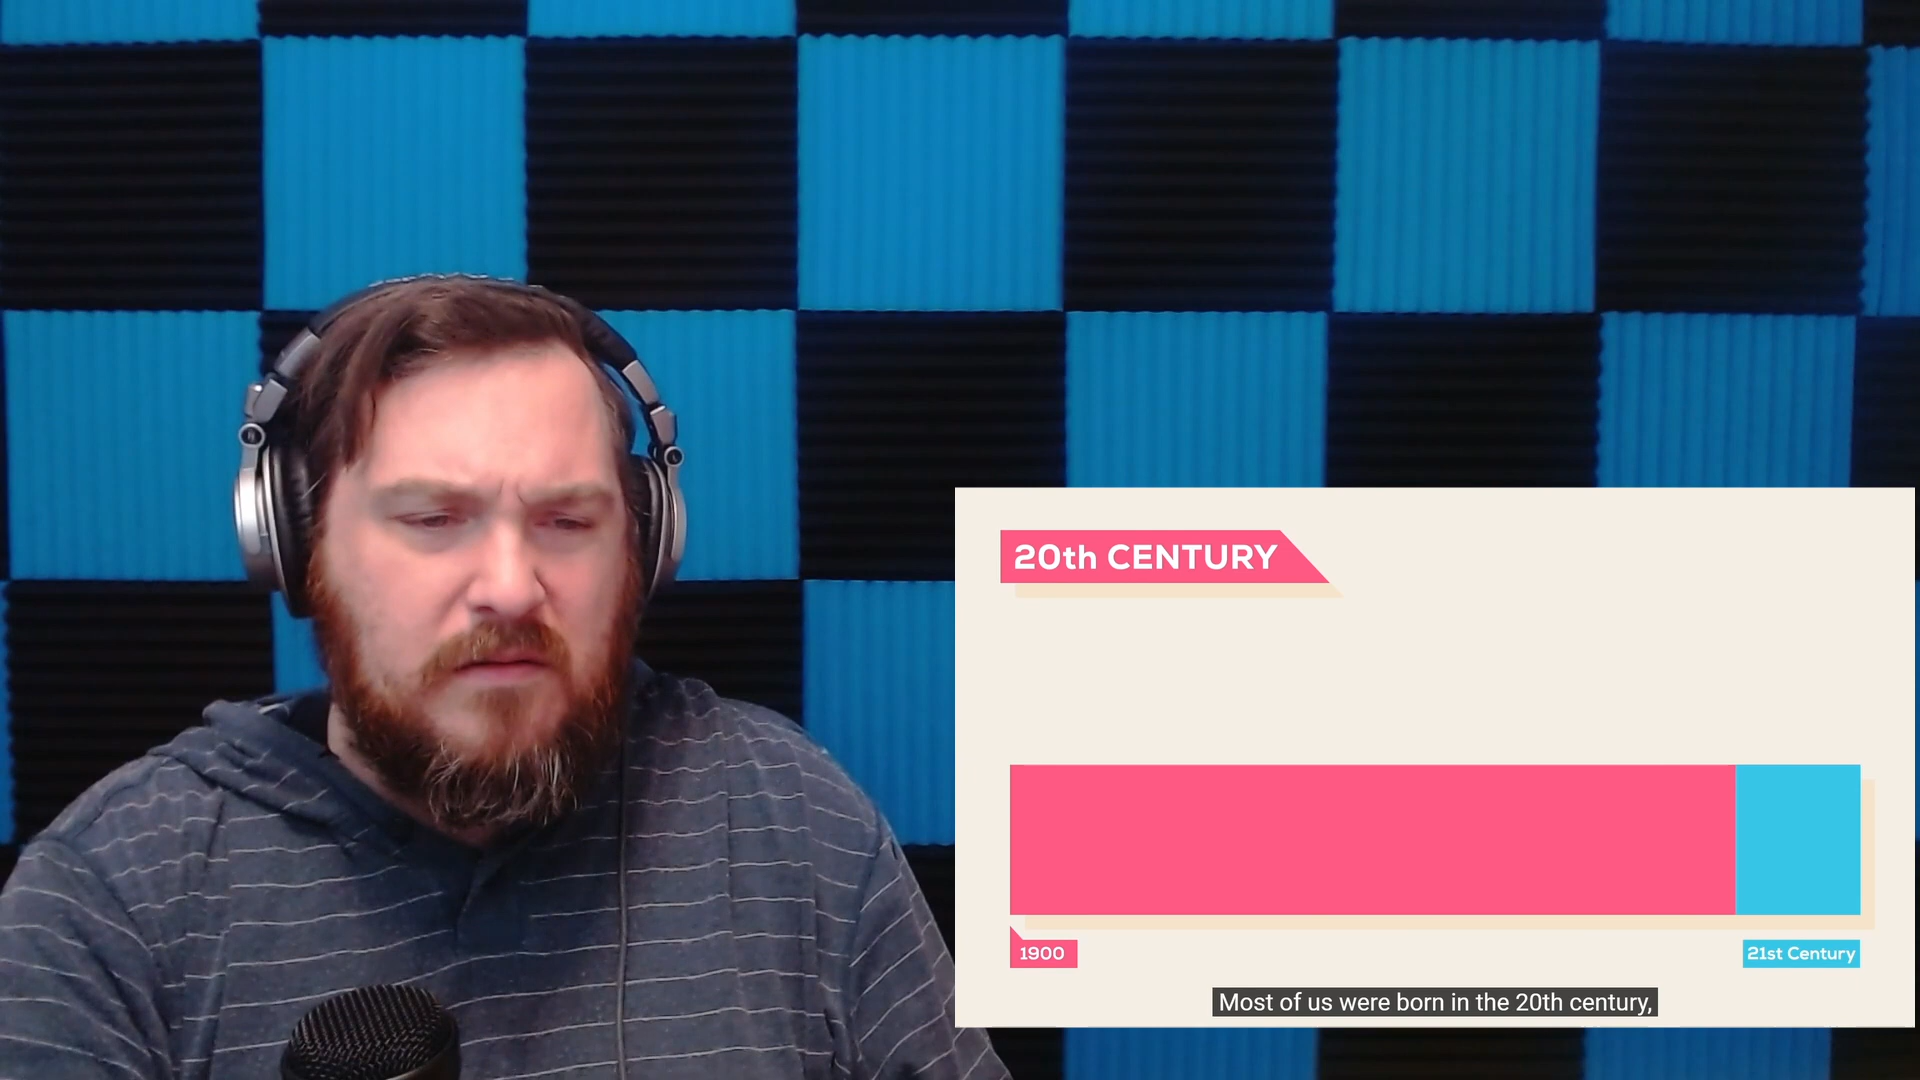 20th CENTURY
1900
21st Century
Most of us were born in the 20th century,